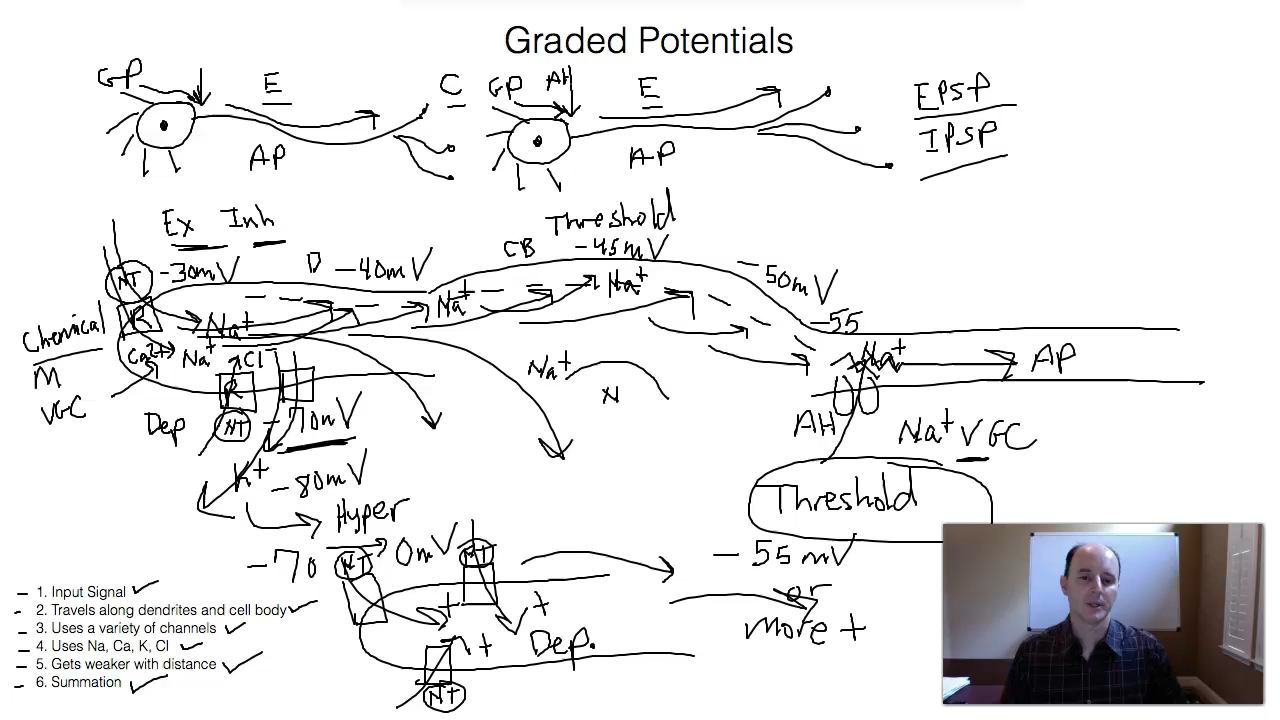 Graded Potentials
GP E C GP AH E EPSP
AP AP IPSP
Ex Inh Threshold
NT -30mV D -40mV CB -45mV -50mV
R Na+ Na+ Na+ -55
Chemical Ca2+ Na+ Cl- Na+ Na+ AP
M R N
VGC Dep NT -70mV AH Na+ VGC
K+ -80mV Threshold
Hyper
-70 NT 0mV NT -55mV
+ + or
+ Dep. more +
NT
1. Input Signal
2. Travels along dendrites and cell body
3. Uses a variety of channels
4. Uses Na, Ca, K, Cl
5. Gets weaker with distance
6. Summation